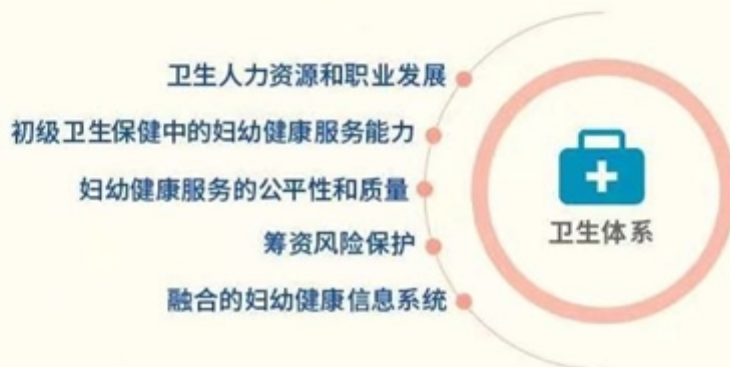 卫生人力资源和职业发展
初级卫生保健中的妇幼健康服务能力
妇幼健康服务的公平性和质量
筹资风险保护
融合的妇幼健康信息系统
卫生体系